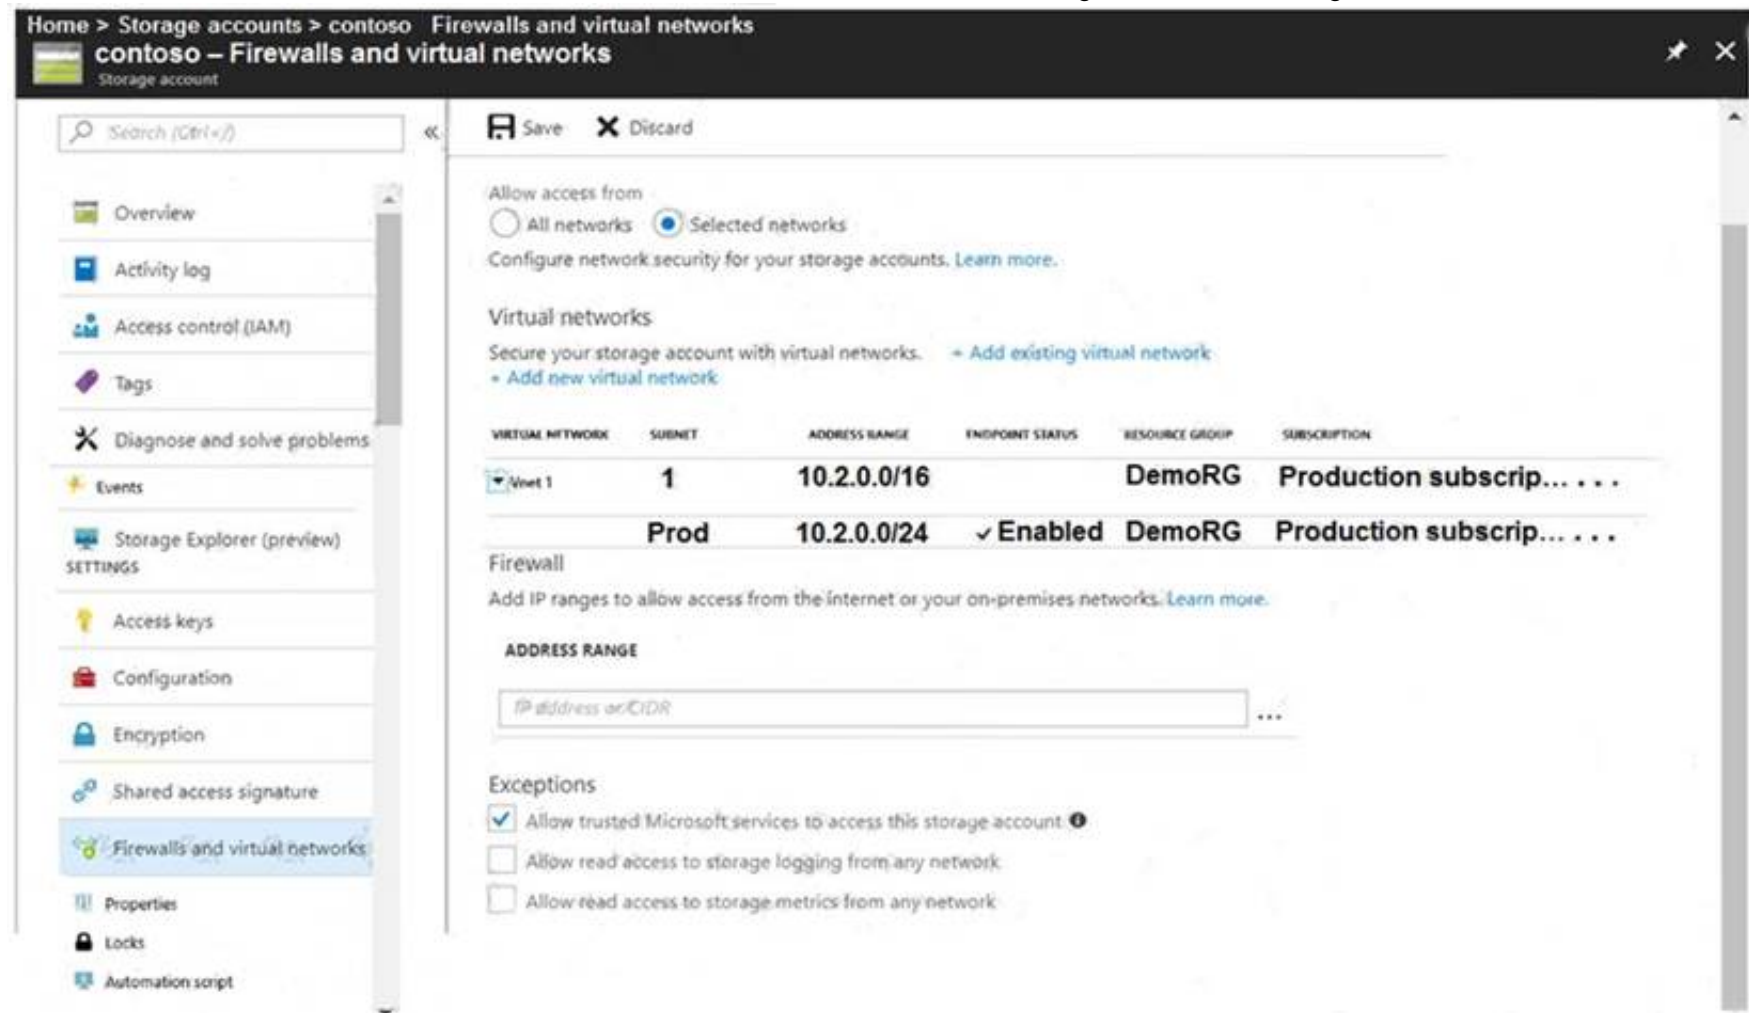 Home > Storage accounts > contoso Firewalls and virtual networks
contoso – Firewalls and virtual networks
Storage account
Search (Ctrl+/)
«
Overview
Activity log
Access control (IAM)
Tags
Diagnose and solve problems
Events
Storage Explorer (preview)
SETTINGS
Access keys
Configuration
Encryption
Shared access signature
Firewalls and virtual networks
Properties
Locks
Automation script
Save Discard
Allow access from
All networks Selected networks
Configure network security for your storage accounts. Learn more.
Virtual networks
Secure your storage account with virtual networks. + Add existing virtual network
+ Add new virtual network
VIRTUAL NETWORK SUBNET ADDRESS RANGE ENDPOINT STATUS RESOURCE GROUP SUBSCRIPTION
Vnet 1 1 10.2.0.0/16 DemoRG Production subscrip... ...
Prod 10.2.0.0/24 ✓ Enabled DemoRG Production subscrip... ...
Firewall
Add IP ranges to allow access from the internet or your on-premises networks. Learn more.
ADDRESS RANGE
IP address or CIDR ...
Exceptions
Allow trusted Microsoft services to access this storage account
Allow read access to storage logging from any network
Allow read access to storage metrics from any network